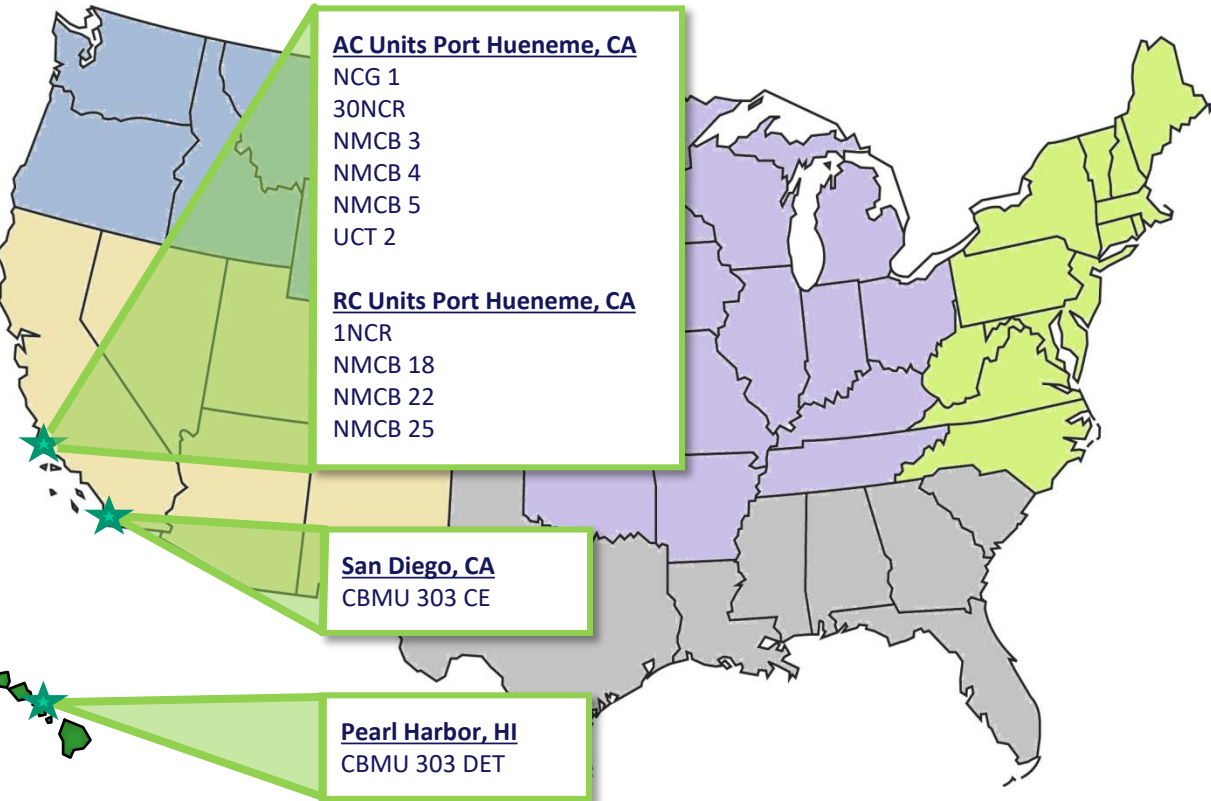 AC Units Port Hueneme, CA
NCG 1
30NCR
NMCB 3
NMCB 4
NMCB 5
UCT 2
RC Units Port Hueneme, CA
1NCR
NMCB 18
NMCB 22
NMCB 25
San Diego, CA
CBMU 303 CE
Pearl Harbor, HI
CBMU 303 DET